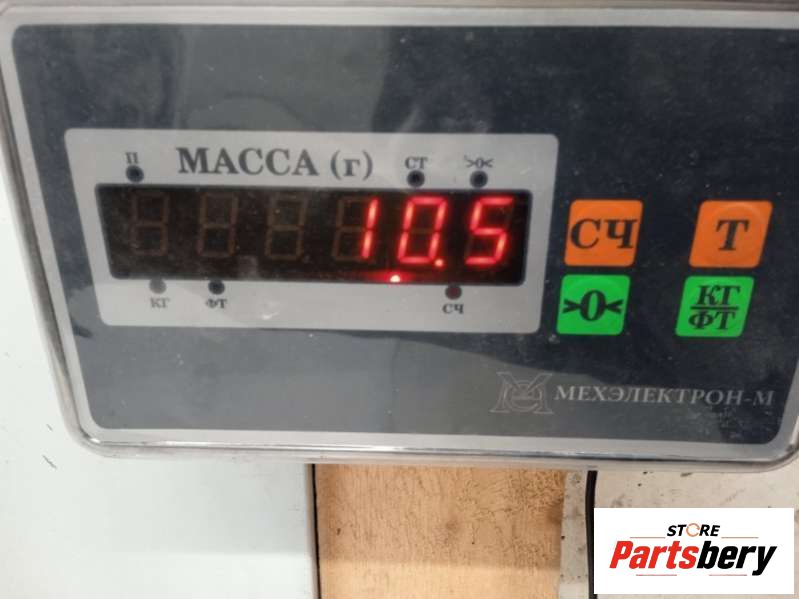 П МАССА (г) СТ >0<
10.5
КГ ФТ СЧ
СЧ Т
>0< КГ/ФТ
МЕХЭЛЕКТРОН-М
STORE
Partsbery